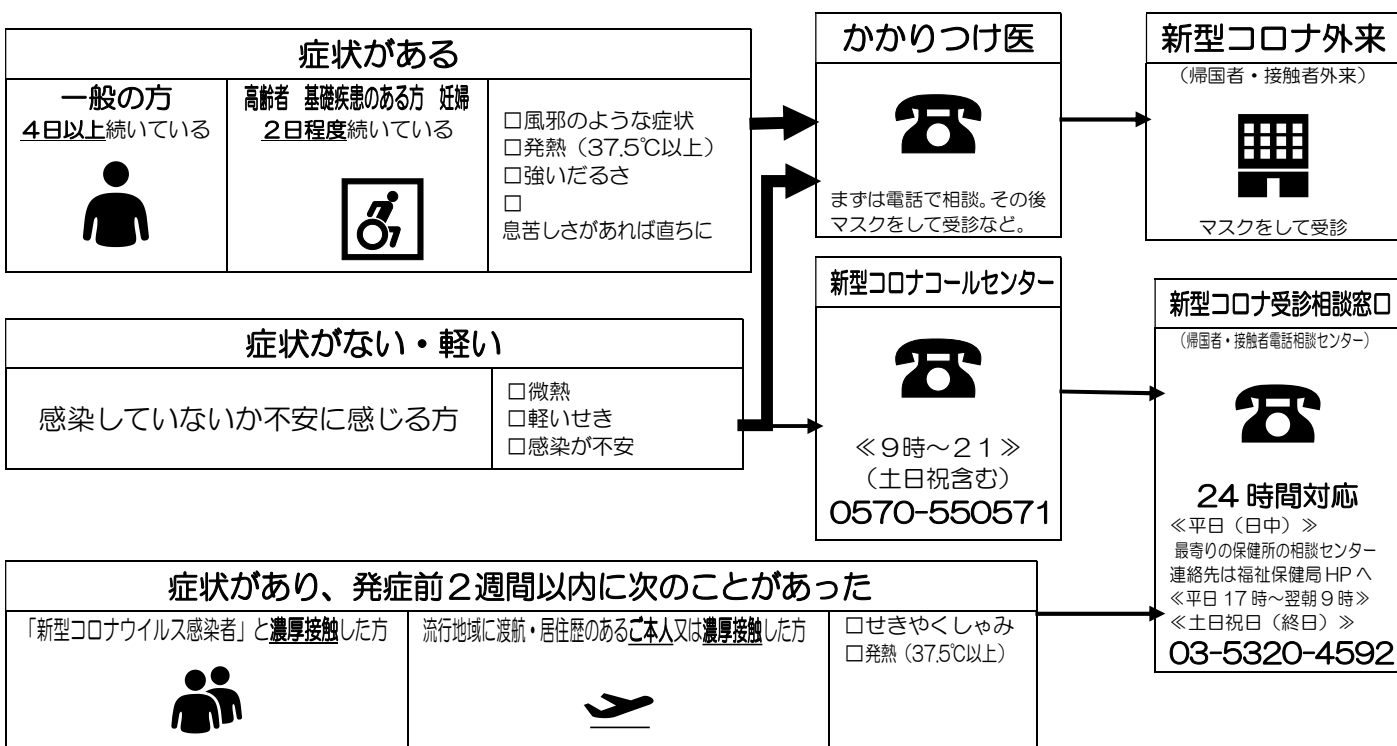 症状がある
一般の方
４日以上続いている
高齢者 基礎疾患のある方 妊婦
２日程度続いている
□風邪のような症状
□発熱（37.5℃以上）
□強いだるさ
□
息苦しさがあれば直ちに
かかりつけ医
まずは電話で相談。その後
マスクをして受診など。
新型コロナ外来
（帰国者・接触者外来）
マスクをして受診
症状がない・軽い
感染していないか不安に感じる方
□微熱
□軽いせき
□感染が不安
新型コロナコールセンター
≪９時～２１≫
（土日祝含む）
0570-550571
新型コロナ受診相談窓口
（帰国者・接触者電話相談センター）
24 時間対応
≪平日（日中）≫
最寄りの保健所の相談センター
連絡先は福祉保健局 HP へ
≪平日 17 時～翌朝 9 時≫
≪土日祝日（終日）≫
03-5320-4592
症状があり、発症前２週間以内に次のことがあった
「新型コロナウイルス感染者」と濃厚接触した方
流行地域に渡航・居住歴のあるご本人又は濃厚接触した方
□せきやくしゃみ
□発熱（37.5℃以上）